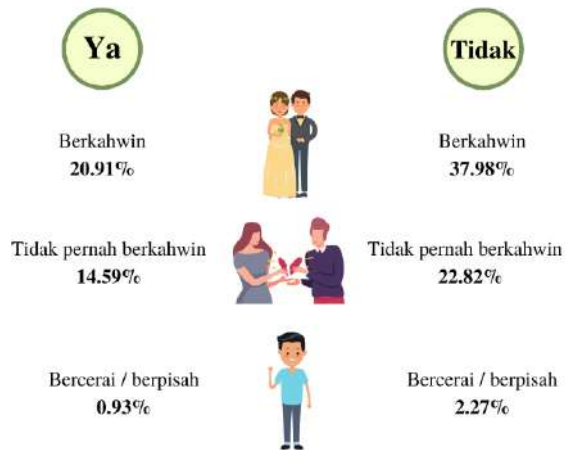 Ya
Tidak
Berkahwin
20.91%
Berkahwin
37.98%
Tidak pernah berkahwin
14.59%
Tidak pernah berkahwin
22.82%
Bercerai / berpisah
0.93%
Bercerai / berpisah
2.27%